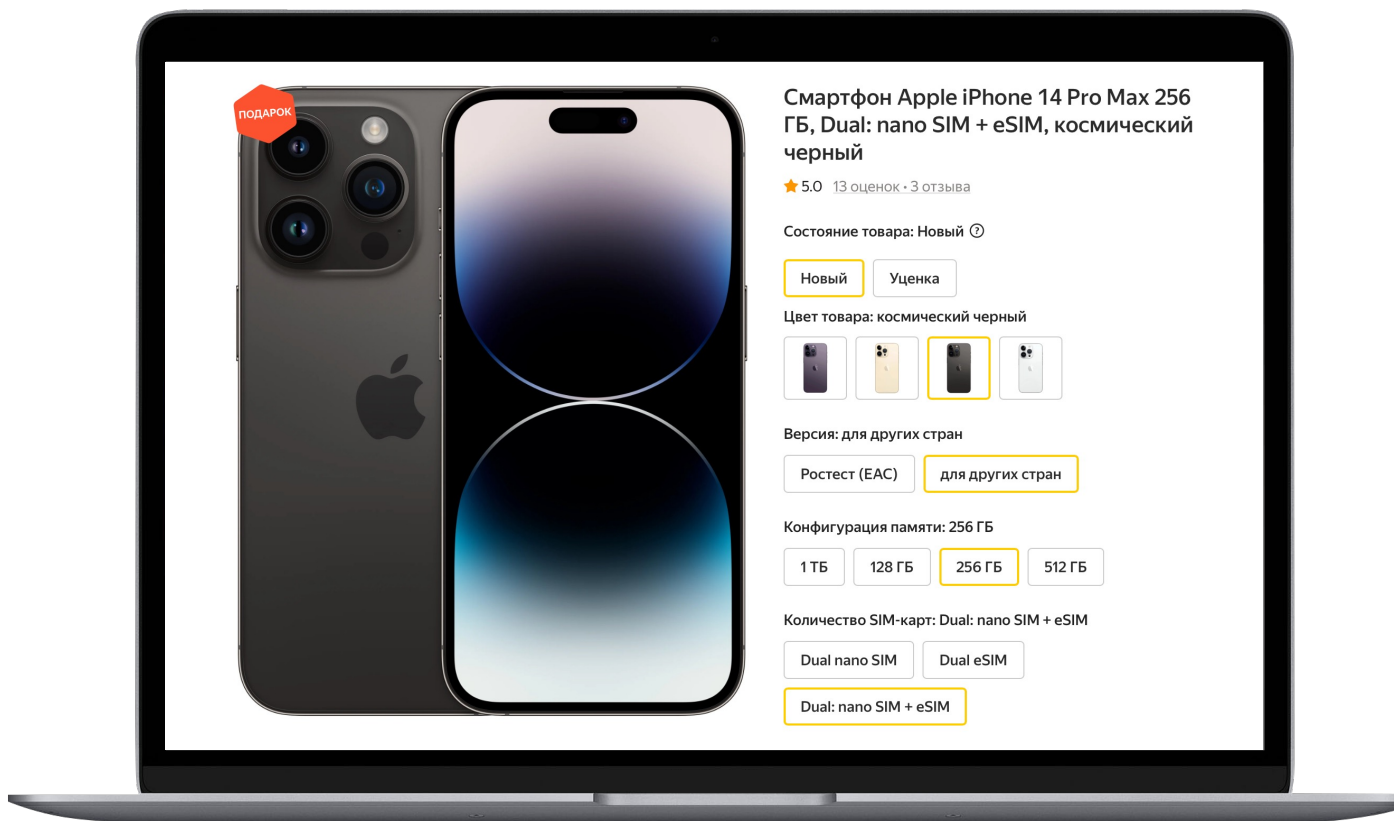 ПОДАРОК
Смартфон Apple iPhone 14 Pro Max 256
ГБ, Dual: nano SIM + eSIM, космический
черный
5.0 13 оценок • 3 отзыва
Состояние товара: Новый ?
Новый Уценка
Цвет товара: космический черный
Версия: для других стран
Ростест (EAC) для других стран
Конфигурация памяти: 256 ГБ
1 ТБ 128 ГБ 256 ГБ 512 ГБ
Количество SIM-карт: Dual: nano SIM + eSIM
Dual nano SIM Dual eSIM
Dual: nano SIM + eSIM